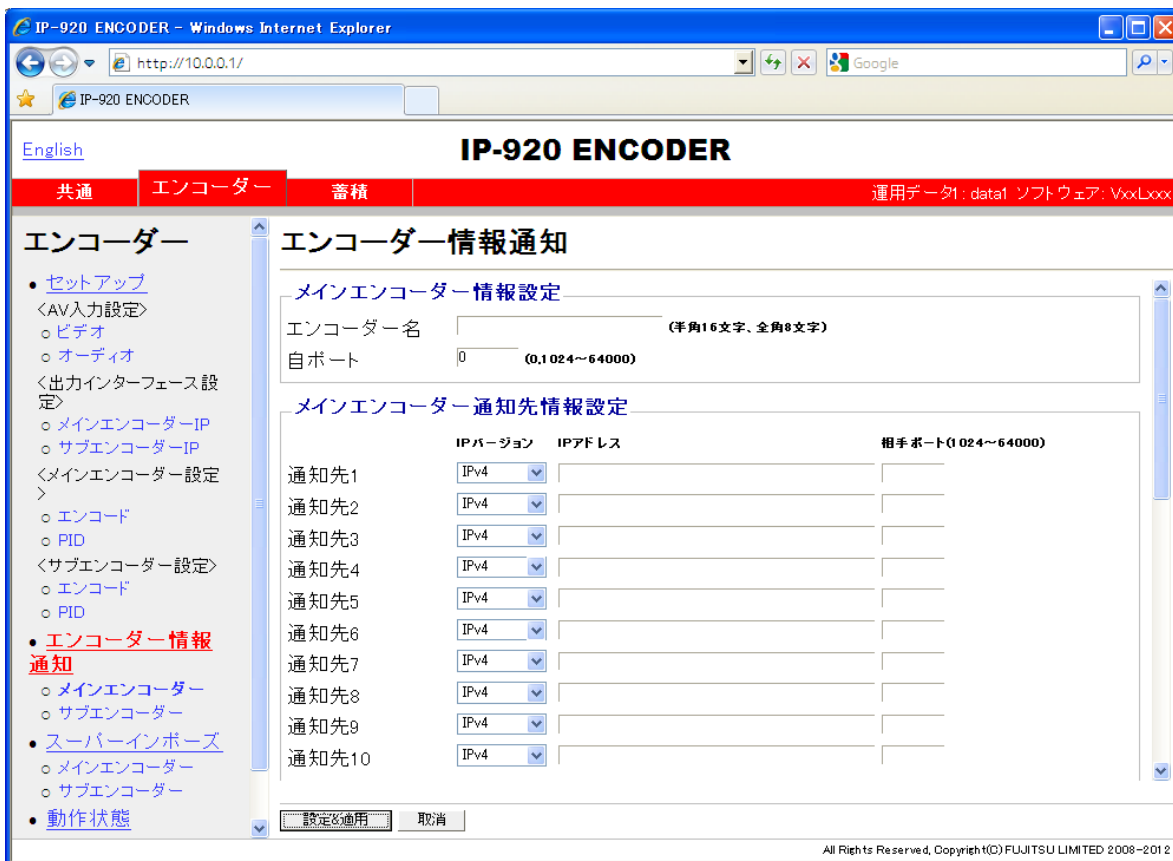 IP-920 ENCODER - Windows Internet Explorer
http://10.0.0.1/
Google
IP-920 ENCODER
English
IP-920 ENCODER
共通
エンコーダー
蓄積
運用データ1: data1 ソフトウェア: VxxLxxx
エンコーダー
セットアップ
<AV入力設定>
ビデオ
オーディオ
<出力インターフェース設
定>
メインエンコーダーIP
サブエンコーダーIP
<メインエンコーダー設定
>
エンコード
PID
<サブエンコーダー設定>
エンコード
PID
エンコーダー情報
通知
メインエンコーダー
サブエンコーダー
スーパーインポーズ
メインエンコーダー
サブエンコーダー
動作状態
エンコーダー情報通知
メインエンコーダー情報設定
エンコーダー名 (半角16文字、全角8文字)
自ポート 0 (0,1024~64000)
メインエンコーダー通知先情報設定
IPバージョン IPアドレス 相手ポート(1024~64000)
通知先1 IPv4
通知先2 IPv4
通知先3 IPv4
通知先4 IPv4
通知先5 IPv4
通知先6 IPv4
通知先7 IPv4
通知先8 IPv4
通知先9 IPv4
通知先10 IPv4
設定&適用 取消
All Rights Reserved, Copyright(C) FUJITSU LIMITED 2008-2012